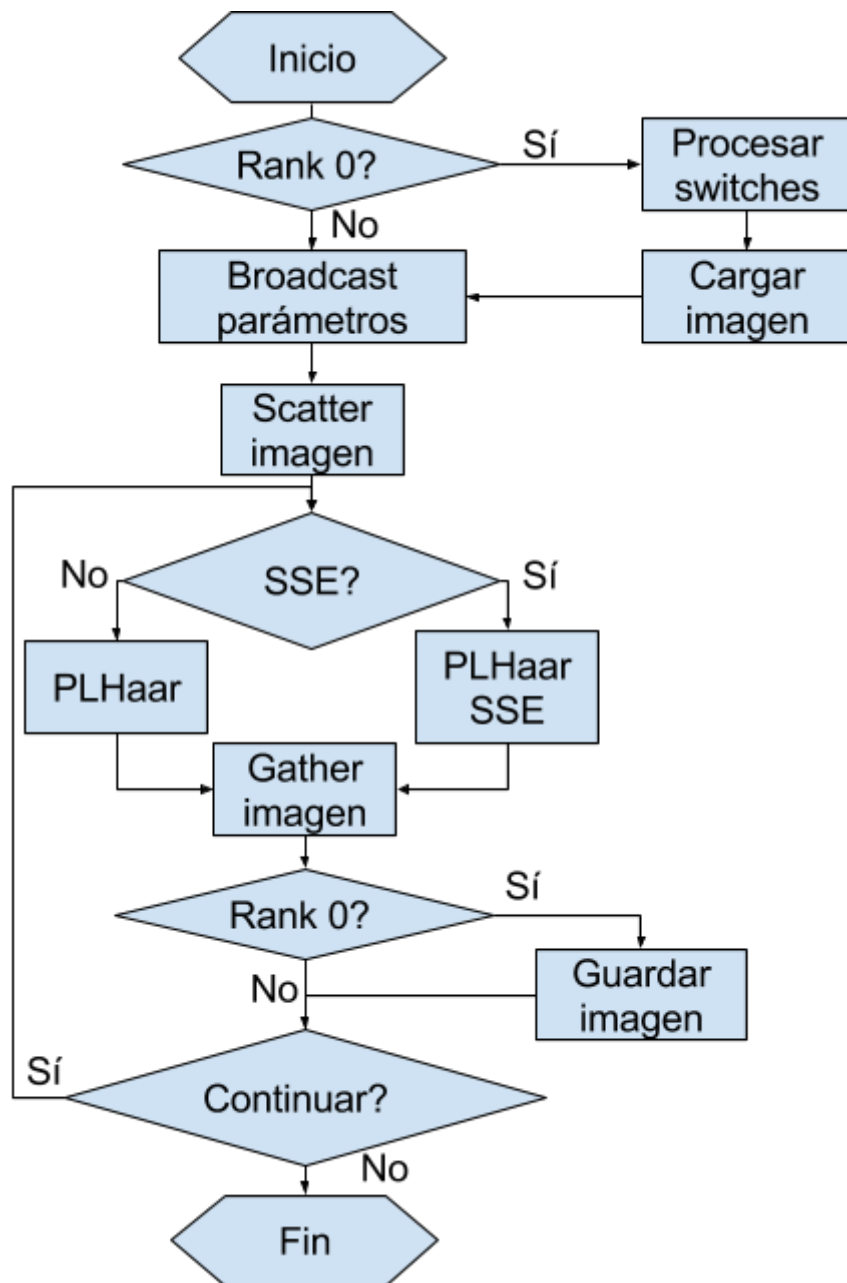 Inicio
Rank 0?
Sí
Procesar
switches
No
Broadcast
parámetros
Cargar
imagen
Scatter
imagen
No
SSE?
Sí
PLHaar
PLHaar
SSE
Gather
imagen
Rank 0?
Sí
No
Guardar
imagen
Sí
Continuar?
No
Fin